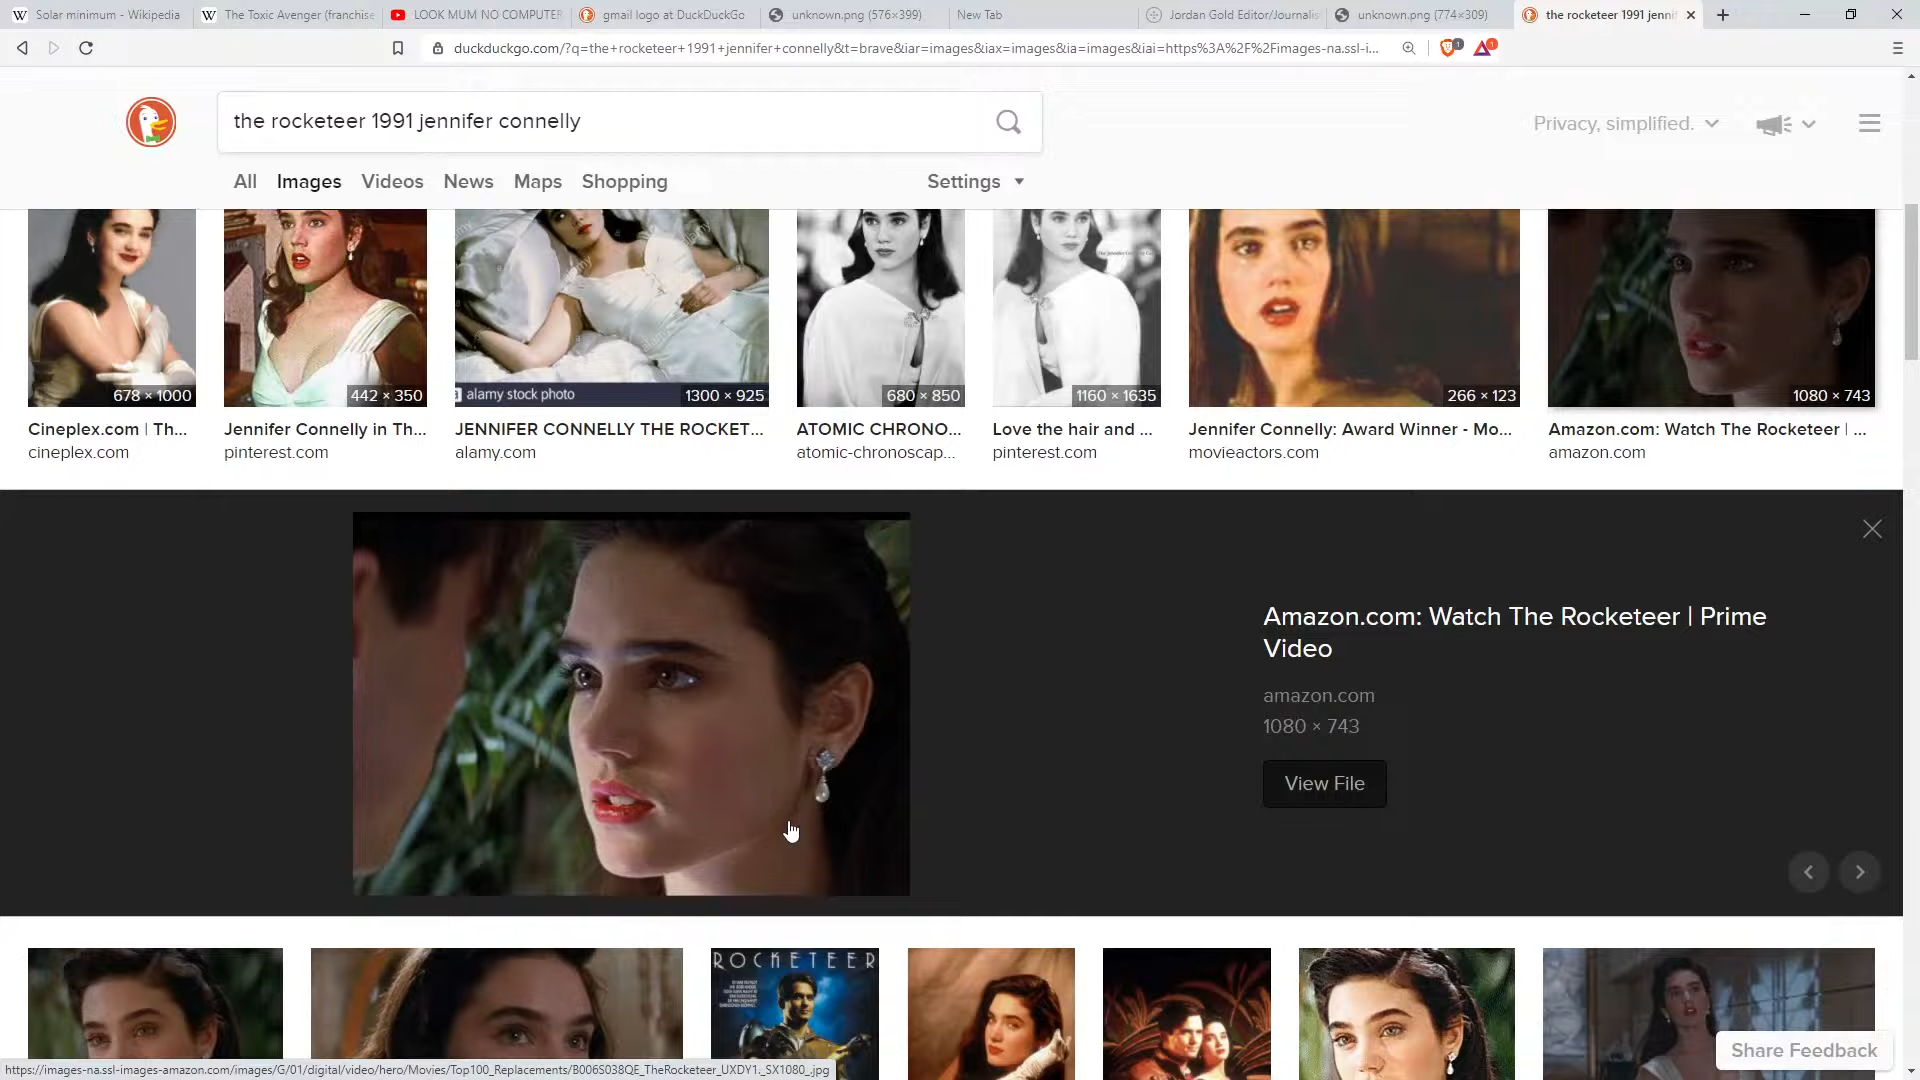 Solar minimum - Wikipedia
The Toxic Avenger (franchise
LOOK MUM NO COMPUTER
gmail logo at DuckDuckGo
unknown.png (576×399)
New Tab
Jordan Gold Editor/Journalis
unknown.png (774×309)
the rocketeer 1991 jennif
duckduckgo.com/?q=the+rocketeer+1991+jennifer+connelly&t=brave&iar=images&iax=images&ia=images&iai=https%3A%2F%2Fimages-na.ssl-i...
1
1
the rocketeer 1991 jennifer connelly
Privacy, simplified.
All Images Videos News Maps Shopping Settings
678 × 1000
442 × 350
alamy stock photo 1300 × 925
680 × 850
1160 × 1635
266 × 123
1080 × 743
Cineplex.com | Th...
cineplex.com
Jennifer Connelly in Th...
pinterest.com
JENNIFER CONNELLY THE ROCKET...
alamy.com
ATOMIC CHRONO...
atomic-chronoscap...
Love the hair and ...
pinterest.com
Jennifer Connelly: Award Winner - Mo...
movieactors.com
Amazon.com: Watch The Rocketeer | ...
amazon.com
Amazon.com: Watch The Rocketeer | Prime
Video
amazon.com
1080 × 743
View File
ROCKETEER
Share Feedback
https://images-na.ssl-images-amazon.com/images/G/01/digital/video/hero/Movies/Top100_Replacements/B006S038QE_TheRocketeer_UXDY1;_SX1080_.jpg